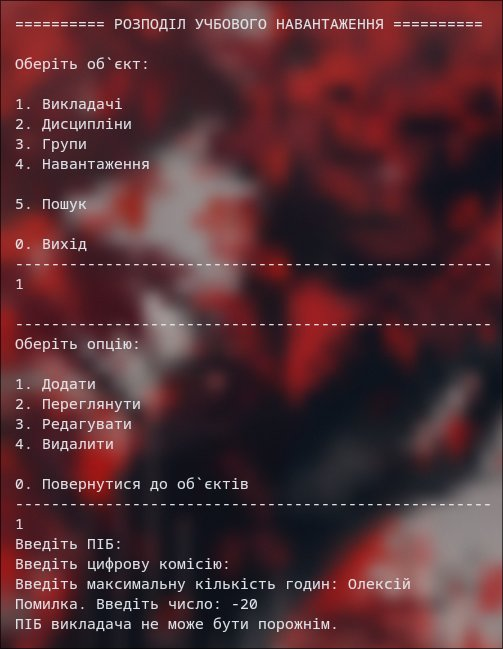 ========== РОЗПОДІЛ УЧБОВОГО НАВАНТАЖЕННЯ ==========
Оберіть об`єкт:
1. Викладачі
2. Дисципліни
3. Групи
4. Навантаження
5. Пошук
0. Вихід
-----------------------------------------------------
1
-----------------------------------------------------
Оберіть опцію:
1. Додати
2. Переглянути
3. Редагувати
4. Видалити
0. Повернутися до об`єктів
-----------------------------------------------------
1
Введіть ПІБ:
Введіть цифрову комісію:
Введіть максимальну кількість годин: Олексій
Помилка. Введіть число: -20
ПІБ викладача не може бути порожнім.